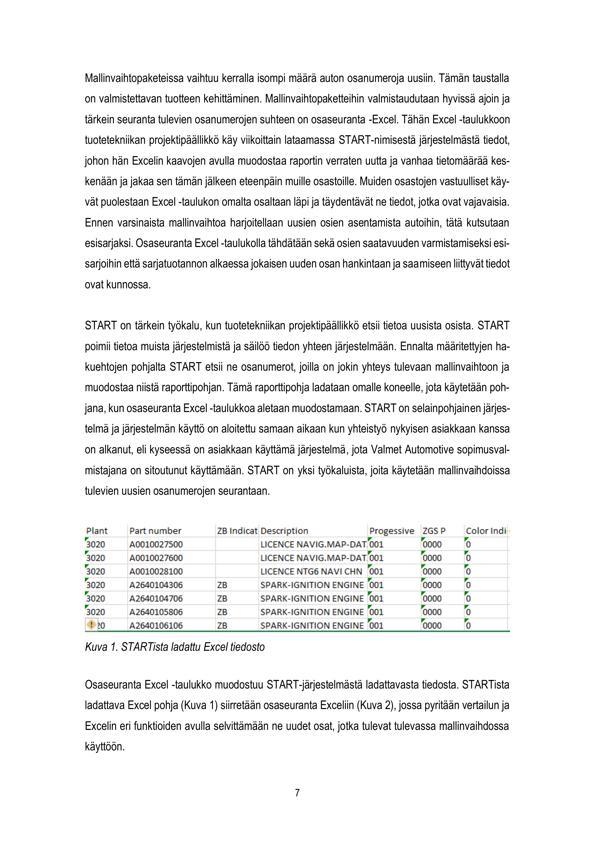 Mallinvaihtopaketeissa vaihtuu kerralla isompi määrä auton osanumeroja uusiin. Tämän taustalla
on valmistettavan tuotteen kehittäminen. Mallinvaihtopaketteihin valmistaudutaan hyvissä ajoin ja
tärkein seuranta tulevien osanumerojen suhteen on osaseuranta -Excel. Tähän Excel -taulukkoon
tuotetekniikan projektipäällikkö käy viikoittain lataamassa START-nimisestä järjestelmästä tiedot,
johon hän Excelin kaavojen avulla muodostaa raportin verraten uutta ja vanhaa tietomäärää kes-
kenään ja jakaa sen tämän jälkeen eteenpäin muille osastoille. Muiden osastojen vastuulliset käy-
vät puolestaan Excel -taulukon omalta osaltaan läpi ja täydentävät ne tiedot, jotka ovat vajavaisia.
Ennen varsinaista mallinvaihtoa harjoitellaan uusien osien asentamista autoihin, tätä kutsutaan
esisarjaksi. Osaseuranta Excel -taulukolla tähdätään sekä osien saatavuuden varmistamiseksi esi-
sarjoihin että sarjatuotannon alkaessa jokaisen uuden osan hankintaan ja saamiseen liittyvät tiedot
ovat kunnossa.
START on tärkein työkalu, kun tuotetekniikan projektipäällikkö etsii tietoa uusista osista. START
poimii tietoa muista järjestelmistä ja säilöö tiedon yhteen järjestelmään. Ennalta määritettyjen ha-
kuehtojen pohjalta START etsii ne osanumerot, joilla on jokin yhteys tulevaan mallinvaihtoon ja
muodostaa niistä raporttipohjan. Tämä raporttipohja ladataan omalle koneelle, jota käytetään poh-
jana, kun osaseuranta Excel -taulukkoa aletaan muodostamaan. START on selainpohjainen järjes-
telmä ja järjestelmän käyttö on aloitettu samaan aikaan kun yhteistyö nykyisen asiakkaan kanssa
on alkanut, eli kyseessä on asiakkaan käyttämä järjestelmä, jota Valmet Automotive sopimusval-
mistajana on sitoutunut käyttämään. START on yksi työkaluista, joita käytetään mallinvaihdoissa
tulevien uusien osanumerojen seurantaan.
Plant Part number ZB Indicat Description Progessive ZGS P Color Indi
3020 A0010027500 LICENCE NAVIG.MAP-DAT 001 0000 0
3020 A0010027600 LICENCE NAVIG.MAP-DAT 001 0000 0
3020 A0010028100 LICENCE NTG6 NAVI CHN 001 0000 0
3020 A2640104306 ZB SPARK-IGNITION ENGINE 001 0000 0
3020 A2640104706 ZB SPARK-IGNITION ENGINE 001 0000 0
3020 A2640105806 ZB SPARK-IGNITION ENGINE 001 0000 0
20 A2640106106 ZB SPARK-IGNITION ENGINE 001 0000 0
Kuva 1. STARTista ladattu Excel tiedosto
Osaseuranta Excel -taulukko muodostuu START-järjestelmästä ladattavasta tiedosta. STARTista
ladattava Excel pohja (Kuva 1) siirretään osaseuranta Exceliin (Kuva 2), jossa pyritään vertailun ja
Excelin eri funktioiden avulla selvittämään ne uudet osat, jotka tulevat tulevassa mallinvaihdossa
käyttöön.
7